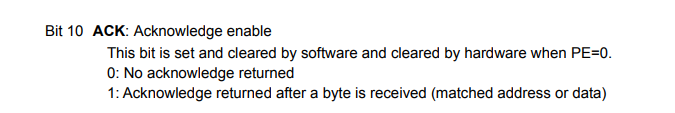 Bit 10 ACK: Acknowledge enable
This bit is set and cleared by software and cleared by hardware when PE=0.
0: No acknowledge returned
1: Acknowledge returned after a byte is received (matched address or data)